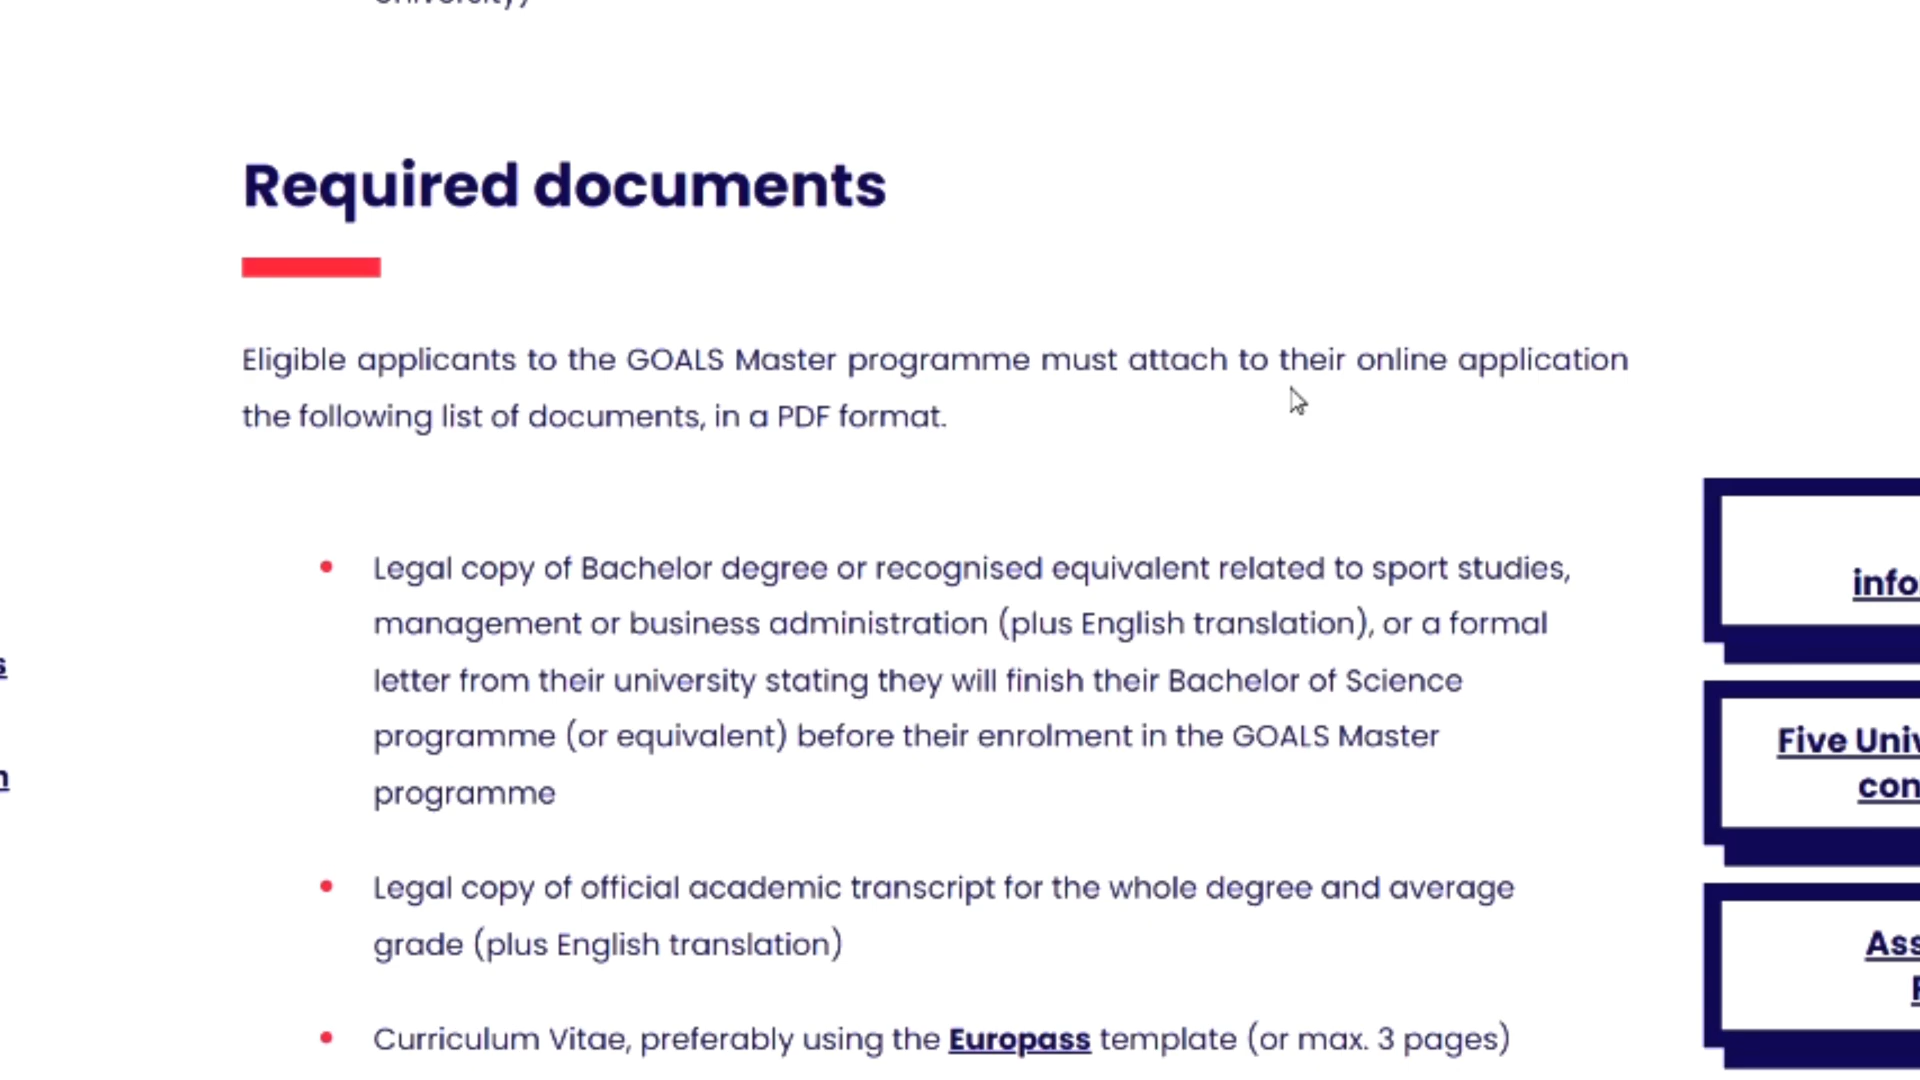 Required documents
Eligible applicants to the GOALS Master programme must attach to their online application
the following list of documents, in a PDF format.
Legal copy of Bachelor degree or recognised equivalent related to sport studies,
management or business administration (plus English translation), or a formal
letter from their university stating they will finish their Bachelor of Science
programme (or equivalent) before their enrolment in the GOALS Master
programme
Legal copy of official academic transcript for the whole degree and average
grade (plus English translation)
Curriculum Vitae, preferably using the Europass template (or max. 3 pages)
Five